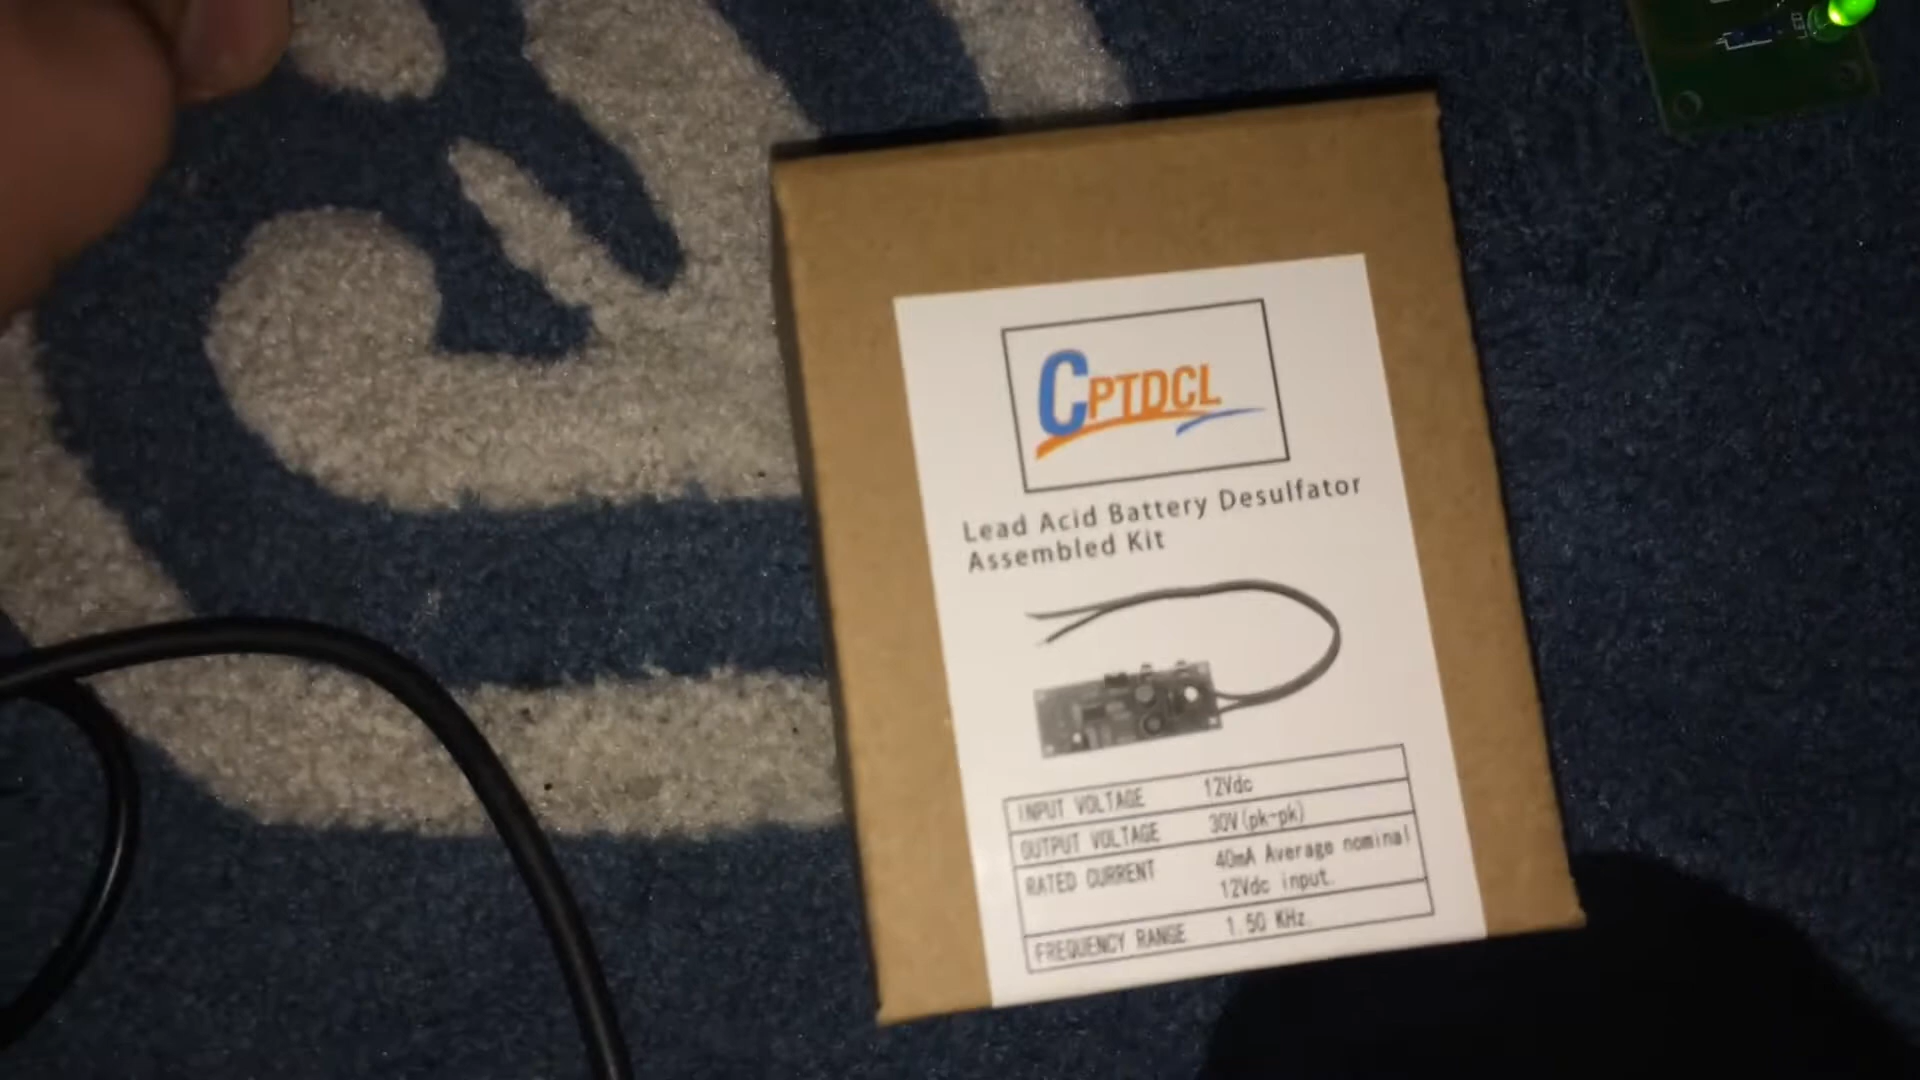 CPTDCL
Lead Acid Battery Desulfator
Assembled Kit
INPUT VOLTAGE 12Vdc
OUTPUT VOLTAGE 30V(pk-pk)
RATED CURRENT 40mA Average nominal
12Vdc input.
FREQUENCY RANGE 1.50 KHz.